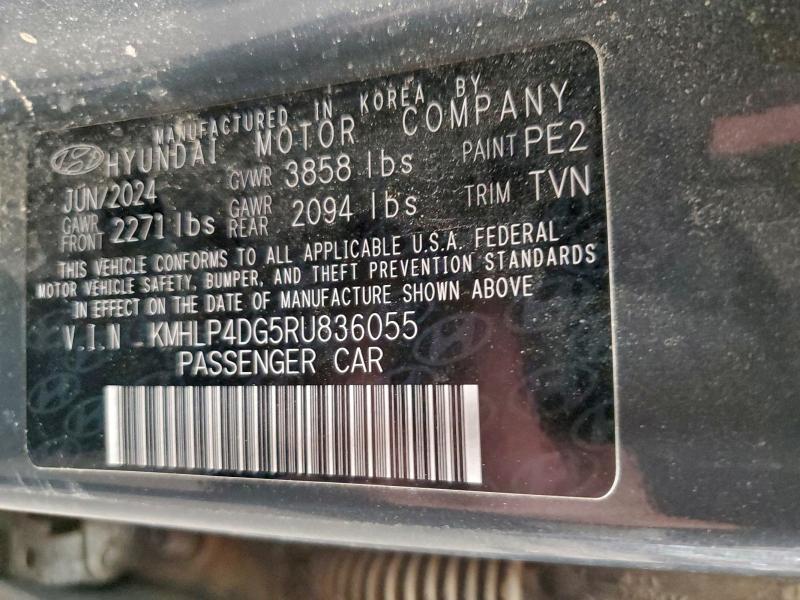 MANUFACTURED IN KOREA BY
HYUNDAI MOTOR COMPANY
JUN/2024 GVWR 3858 lbs PAINT PE2
GAWR FRONT 2271 lbs GAWR REAR 2094 lbs TRIM TVN
THIS VEHICLE CONFORMS TO ALL APPLICABLE U.S.A. FEDERAL
MOTOR VEHICLE SAFETY, BUMPER, AND THEFT PREVENTION STANDARDS
IN EFFECT ON THE DATE OF MANUFACTURE SHOWN ABOVE
V.I.N KMHLP4DG5RU836055
PASSENGER CAR